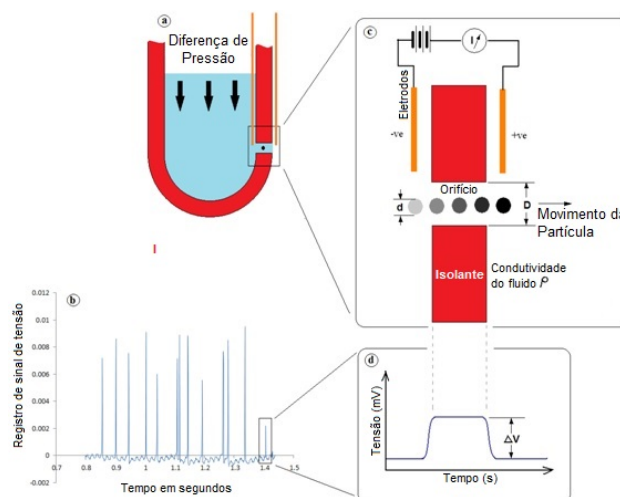 a
Diferença de
Pressão
c
I
Eletrodos
-ve
+ve
Orifício
d
D
Movimento da
Partícula
Isolante
Condutividade
do fluido ρ
I
b
Registro de sinal de tensão
0.012
0.01
0.008
0.006
0.004
0.002
0
-0.002
0.7
0.8
0.9
1
1.1
1.2
1.3
1.4
1.5
Tempo em segundos
d
Tensão (mV)
△V
Tempo (s)